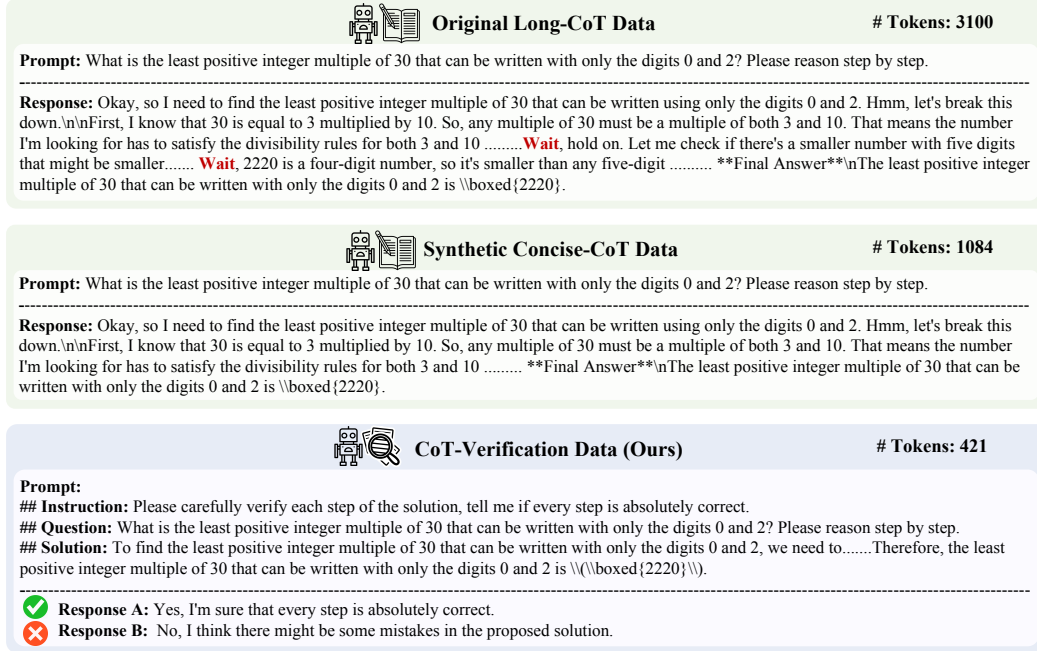 Original Long-CoT Data
# Tokens: 3100
Prompt: What is the least positive integer multiple of 30 that can be written with only the digits 0 and 2? Please reason step by step.
Response: Okay, so I need to find the least positive integer multiple of 30 that can be written using only the digits 0 and 2. Hmm, let's break this
down.\n\nFirst, I know that 30 is equal to 3 multiplied by 10. So, any multiple of 30 must be a multiple of both 3 and 10. That means the number
I'm looking for has to satisfy the divisibility rules for both 3 and 10 .........Wait, hold on. Let me check if there's a smaller number with five digits
that might be smaller....... Wait, 2220 is a four-digit number, so it's smaller than any five-digit .......... **Final Answer**\nThe least positive integer
multiple of 30 that can be written with only the digits 0 and 2 is \\boxed{2220}.
Synthetic Concise-CoT Data
# Tokens: 1084
Prompt: What is the least positive integer multiple of 30 that can be written with only the digits 0 and 2? Please reason step by step.
Response: Okay, so I need to find the least positive integer multiple of 30 that can be written using only the digits 0 and 2. Hmm, let's break this
down.\n\nFirst, I know that 30 is equal to 3 multiplied by 10. So, any multiple of 30 must be a multiple of both 3 and 10. That means the number
I'm looking for has to satisfy the divisibility rules for both 3 and 10 ......... **Final Answer**\nThe least positive integer multiple of 30 that can be
written with only the digits 0 and 2 is \\boxed{2220}.
CoT-Verification Data (Ours)
# Tokens: 421
Prompt:
## Instruction: Please carefully verify each step of the solution, tell me if every step is absolutely correct.
## Question: What is the least positive integer multiple of 30 that can be written with only the digits 0 and 2? Please reason step by step.
## Solution: To find the least positive integer multiple of 30 that can be written with only the digits 0 and 2, we need to.......Therefore, the least
positive integer multiple of 30 that can be written with only the digits 0 and 2 is \\(\\boxed{2220}\\).
Response A: Yes, I'm sure that every step is absolutely correct.
Response B: No, I think there might be some mistakes in the proposed solution.